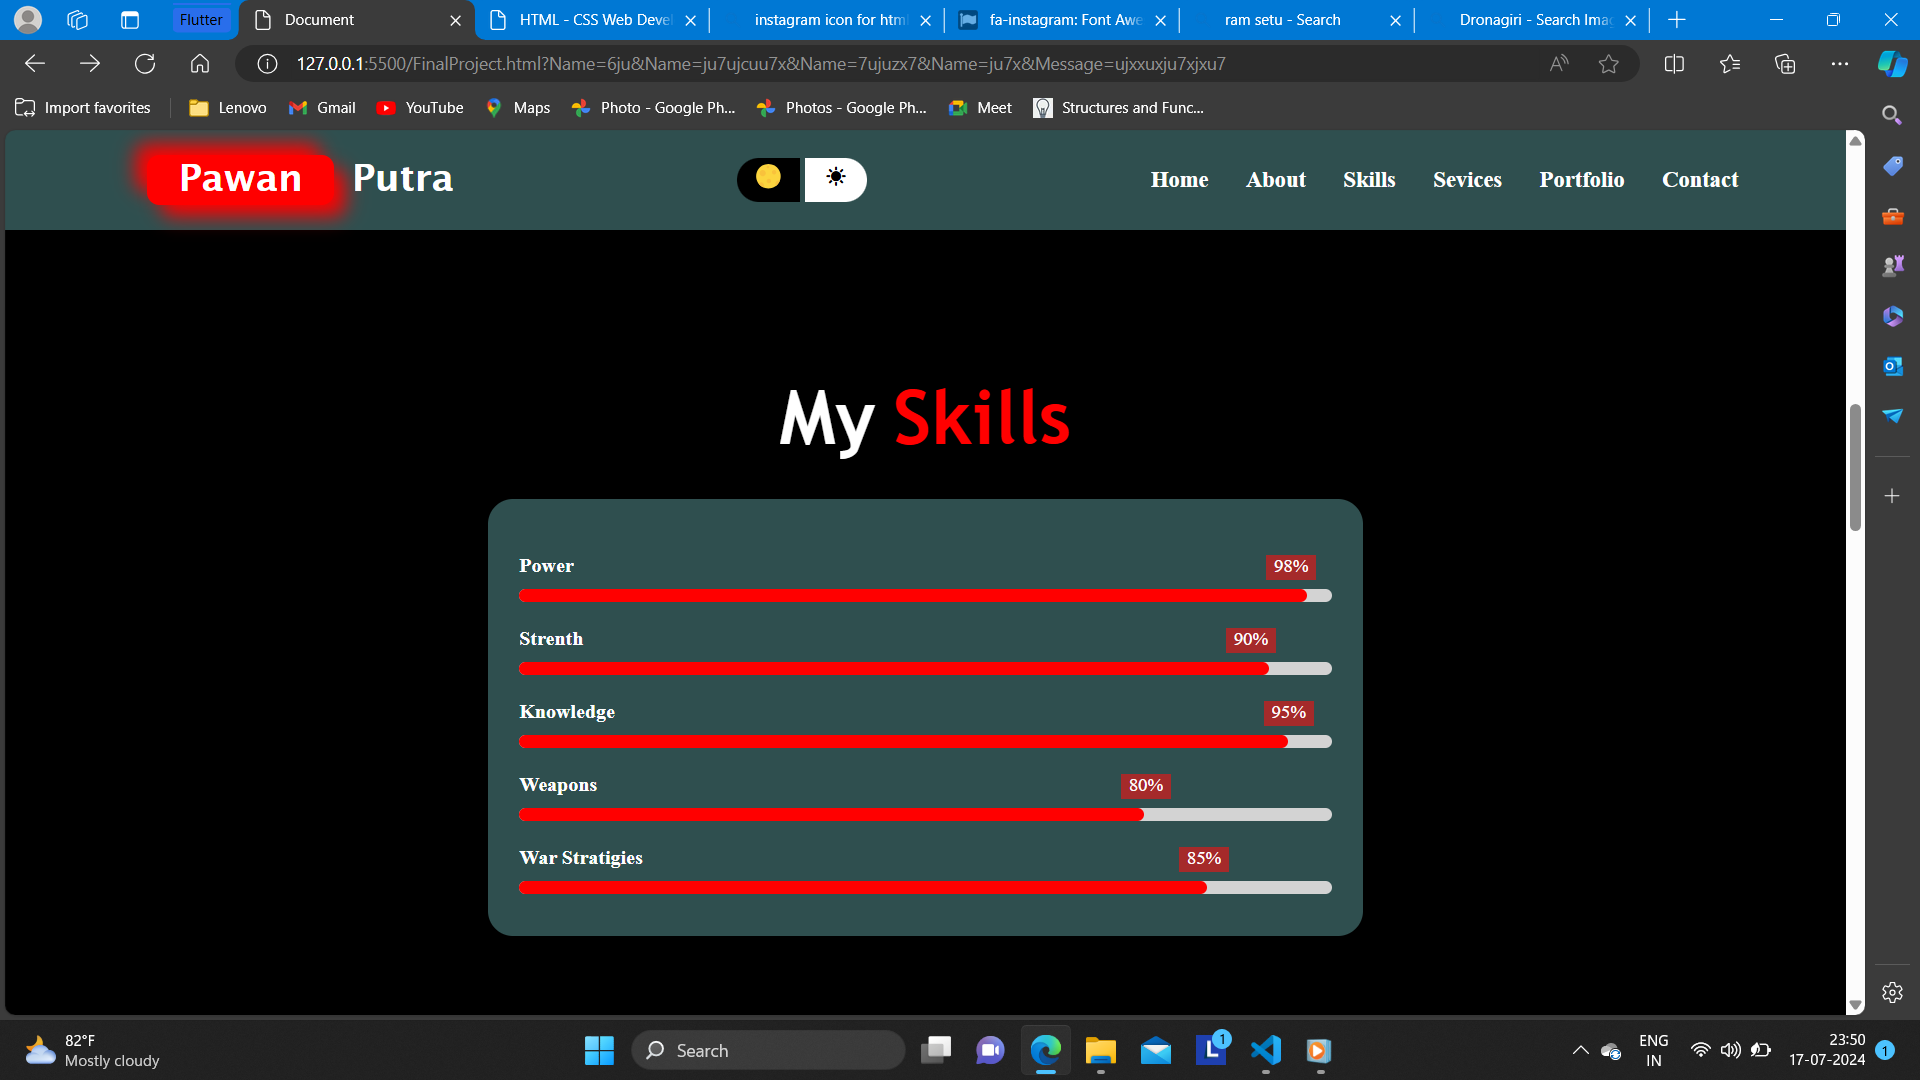 Flutter
Document
HTML - CSS Web Devel
instagram icon for html
fa-instagram: Font Awe
ram setu - Search
Dronagiri - Search Imag
127.0.0.1:5500/FinalProject.html?Name=6ju&Name=ju7ujcuu7x&Name=7ujuzx7&Name=ju7x&Message=ujxxuxju7xjxu7
Import favorites
Lenovo
Gmail
YouTube
Maps
Photo - Google Ph...
Photos - Google Ph...
Meet
Structures and Func...
Pawan Putra
Home
About
Skills
Sevices
Portfolio
Contact
My Skills
Power 98%
Strenth 90%
Knowledge 95%
Weapons 80%
War Stratigies 85%
82°F
Mostly cloudy
Search
L
1
ENG
IN
23:50
17-07-2024
1